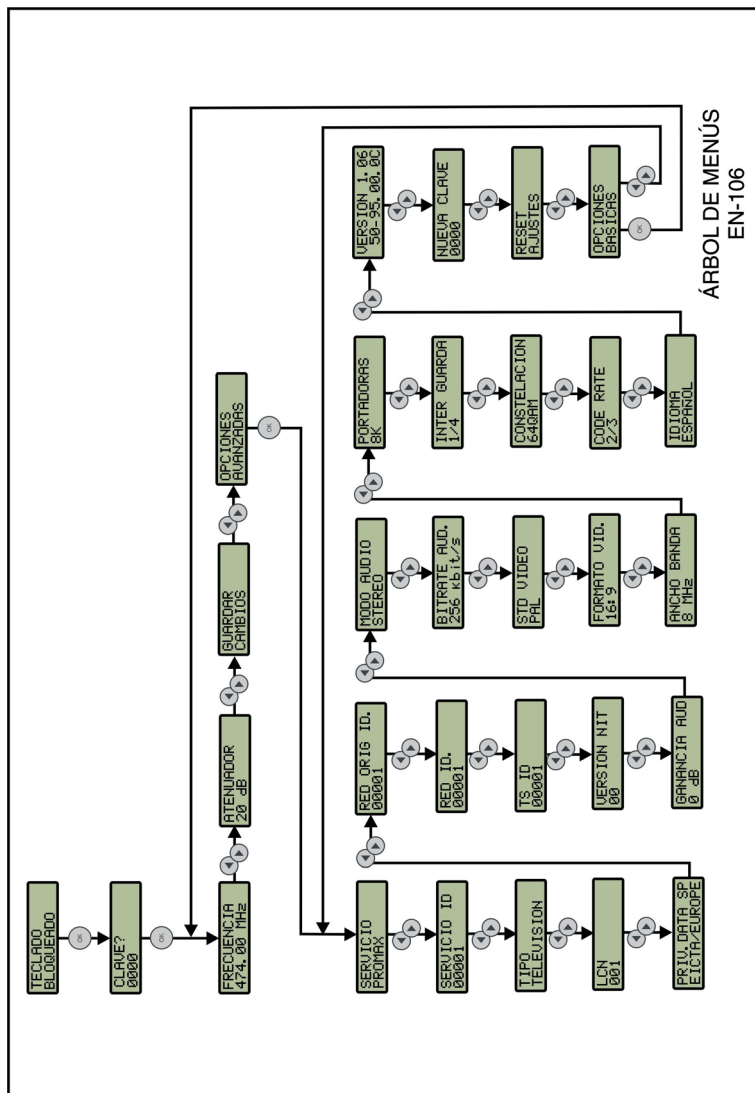 TECLADO
BLOQUEADO
OK
CLAVE?
0000
OK
FRECUENCIA
474.00 MHz
ATENUADOR
20 dB
GUARDAR
CAMBIOS
OPCIONES
AVANZADAS
OK
SERVICIO
PROMAX
SERVICIO ID
00001
TIPO
TELEVISION
LCN
001
PRIV.DATA SP
EICTA/EUROPE
RED ORIG ID.
00001
RED ID.
00001
TS ID
00001
VERSION NIT
00
GANANCIA AUD
0 dB
MODO AUDIO
STEREO
BITRATE AUD.
256 kbit/s
STD VIDEO
PAL
FORMATO VID.
16:9
ANCHO BANDA
8 MHz
PORTADORAS
8K
INTER GUARDA
1/4
CONSTELACION
64QAM
CODE RATE
2/3
IDIOMA
ESPAÑOL
VERSION 1.06
50-95.00.0C
NUEVA CLAVE
0000
RESET
AJUSTES
OPCIONES
BASICAS
OK
ÁRBOL DE MENÚS
EN-106